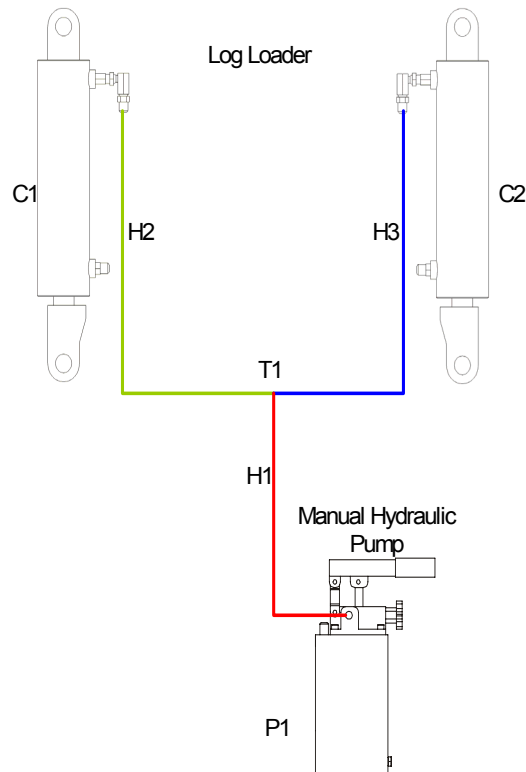 Log Loader
C1
C2
H2
H3
T1
H1
Manual Hydraulic
Pump
P1